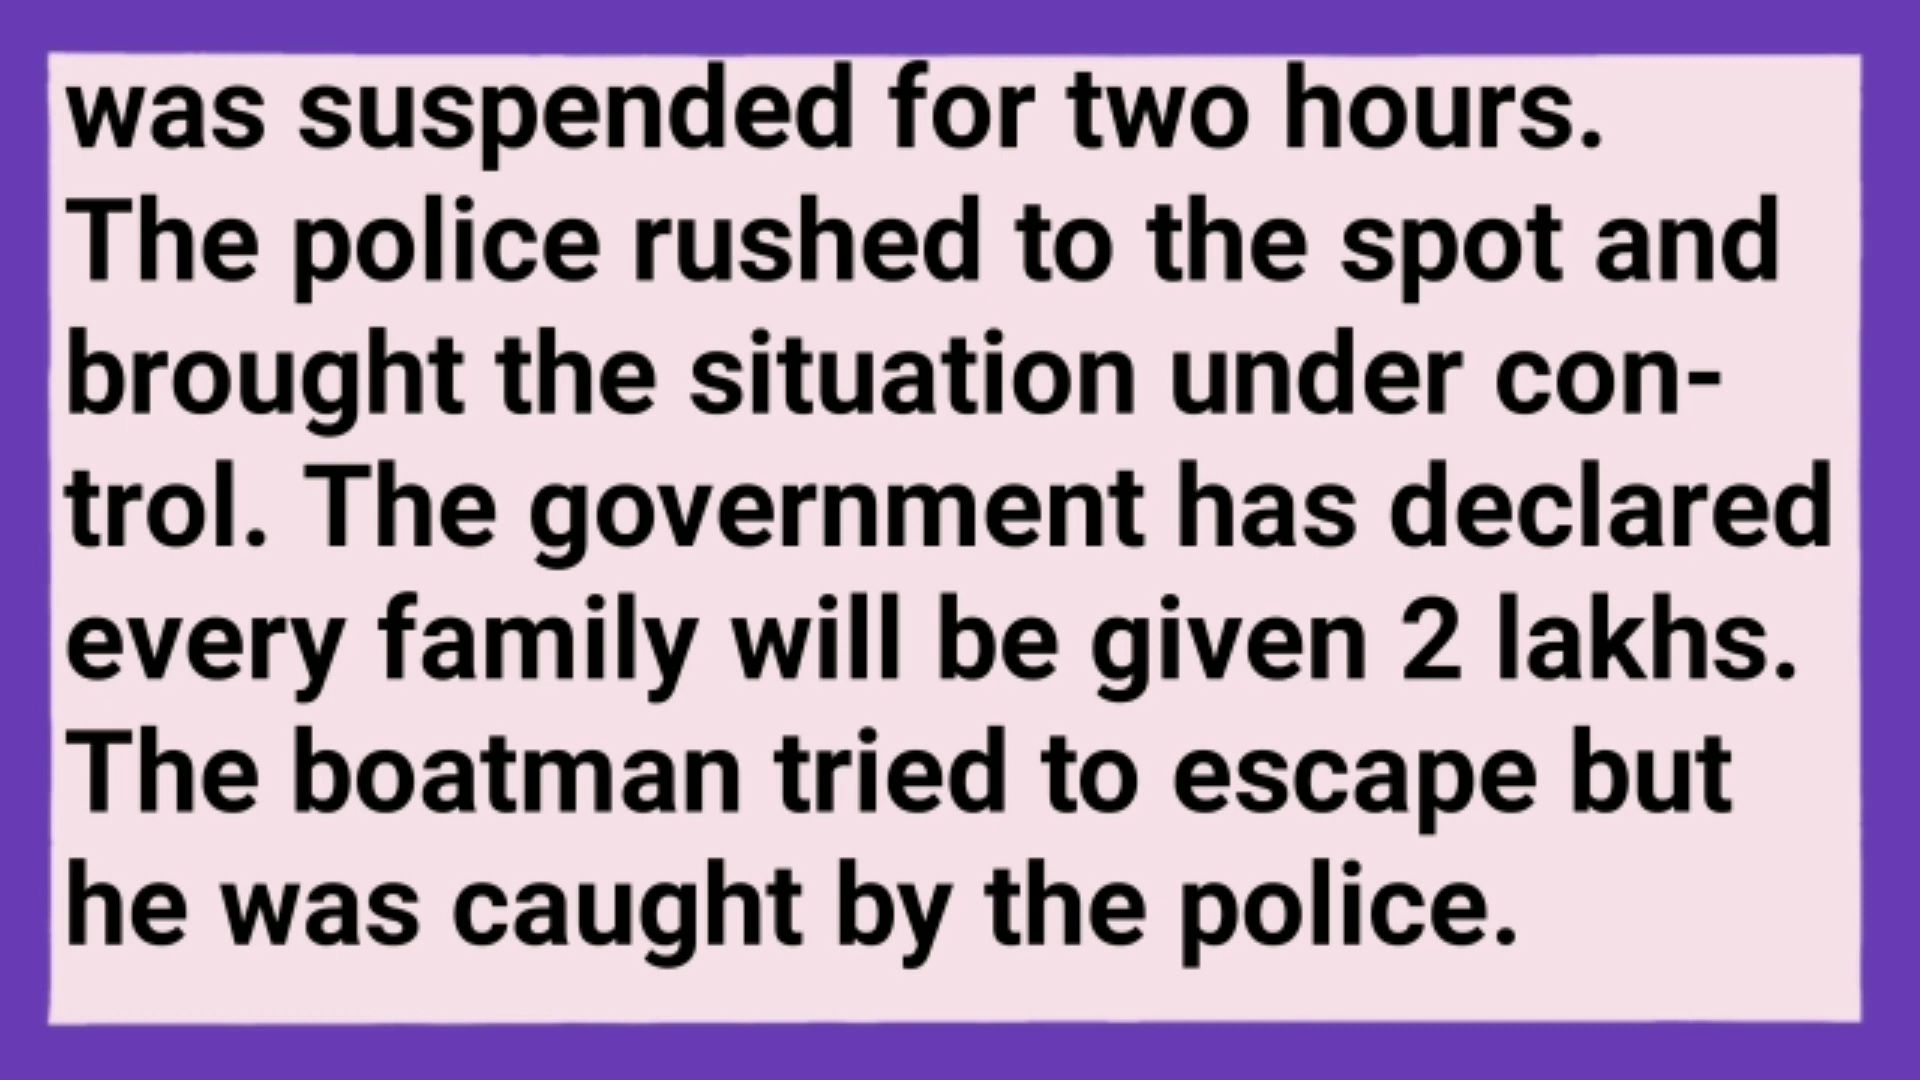 was suspended for two hours.
The police rushed to the spot and
brought the situation under con-
trol. The government has declared
every family will be given 2 lakhs.
The boatman tried to escape but
he was caught by the police.